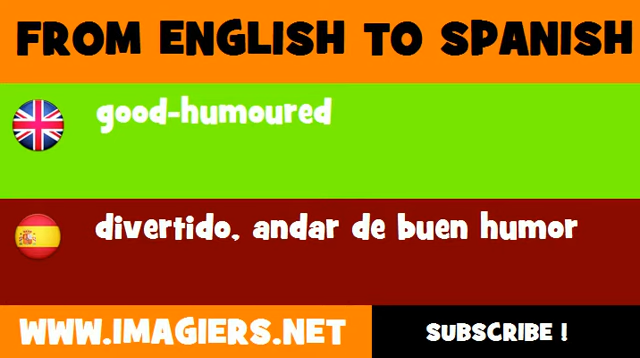 FROM ENGLISH TO SPANISH
good-humoured
divertido, andar de buen humor
WWW.IMAGIERS.NET
SUBSCRIBE !